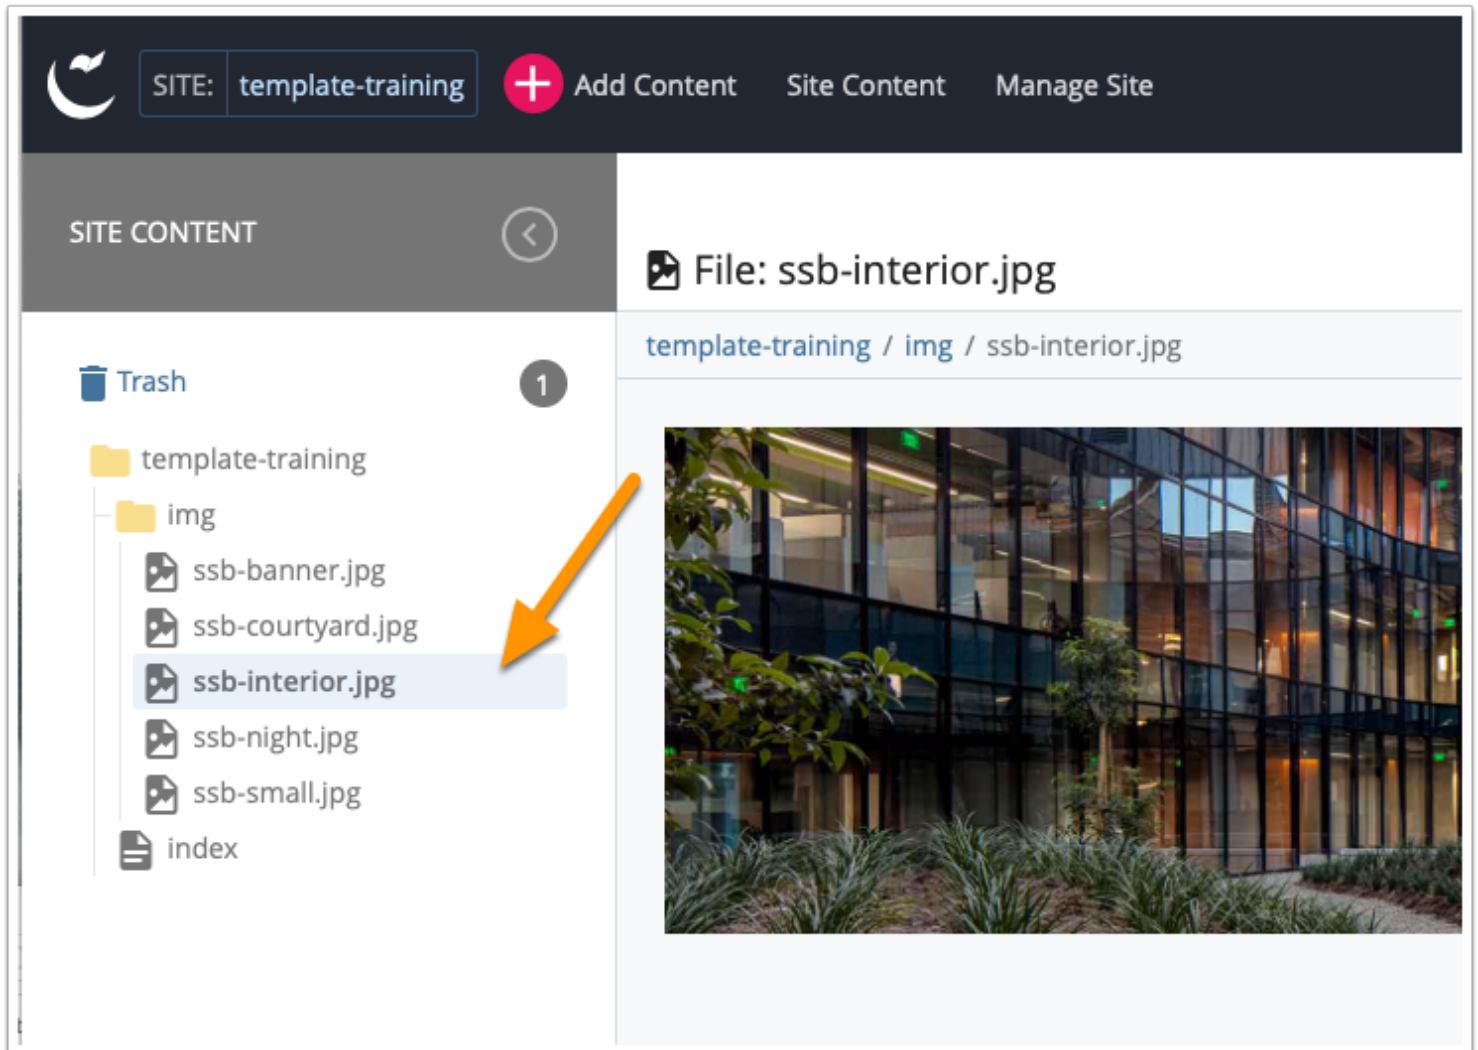 SITE: template-training Add Content Site Content Manage Site
SITE CONTENT
File: ssb-interior.jpg
template-training / img / ssb-interior.jpg
Trash 1
template-training
img
ssb-banner.jpg
ssb-courtyard.jpg
ssb-interior.jpg
ssb-night.jpg
ssb-small.jpg
index